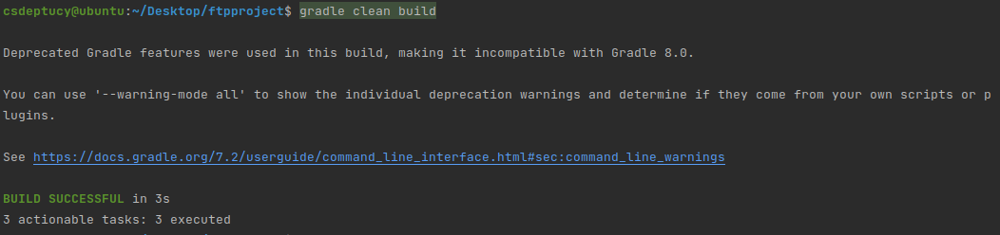 csdeptucy@ubuntu:~/Desktop/ftpproject$ gradle clean build
Deprecated Gradle features were used in this build, making it incompatible with Gradle 8.0.
You can use '--warning-mode all' to show the individual deprecation warnings and determine if they come from your own scripts or p
lugins.
See https://docs.gradle.org/7.2/userguide/command_line_interface.html#sec:command_line_warnings
BUILD SUCCESSFUL in 3s
3 actionable tasks: 3 executed